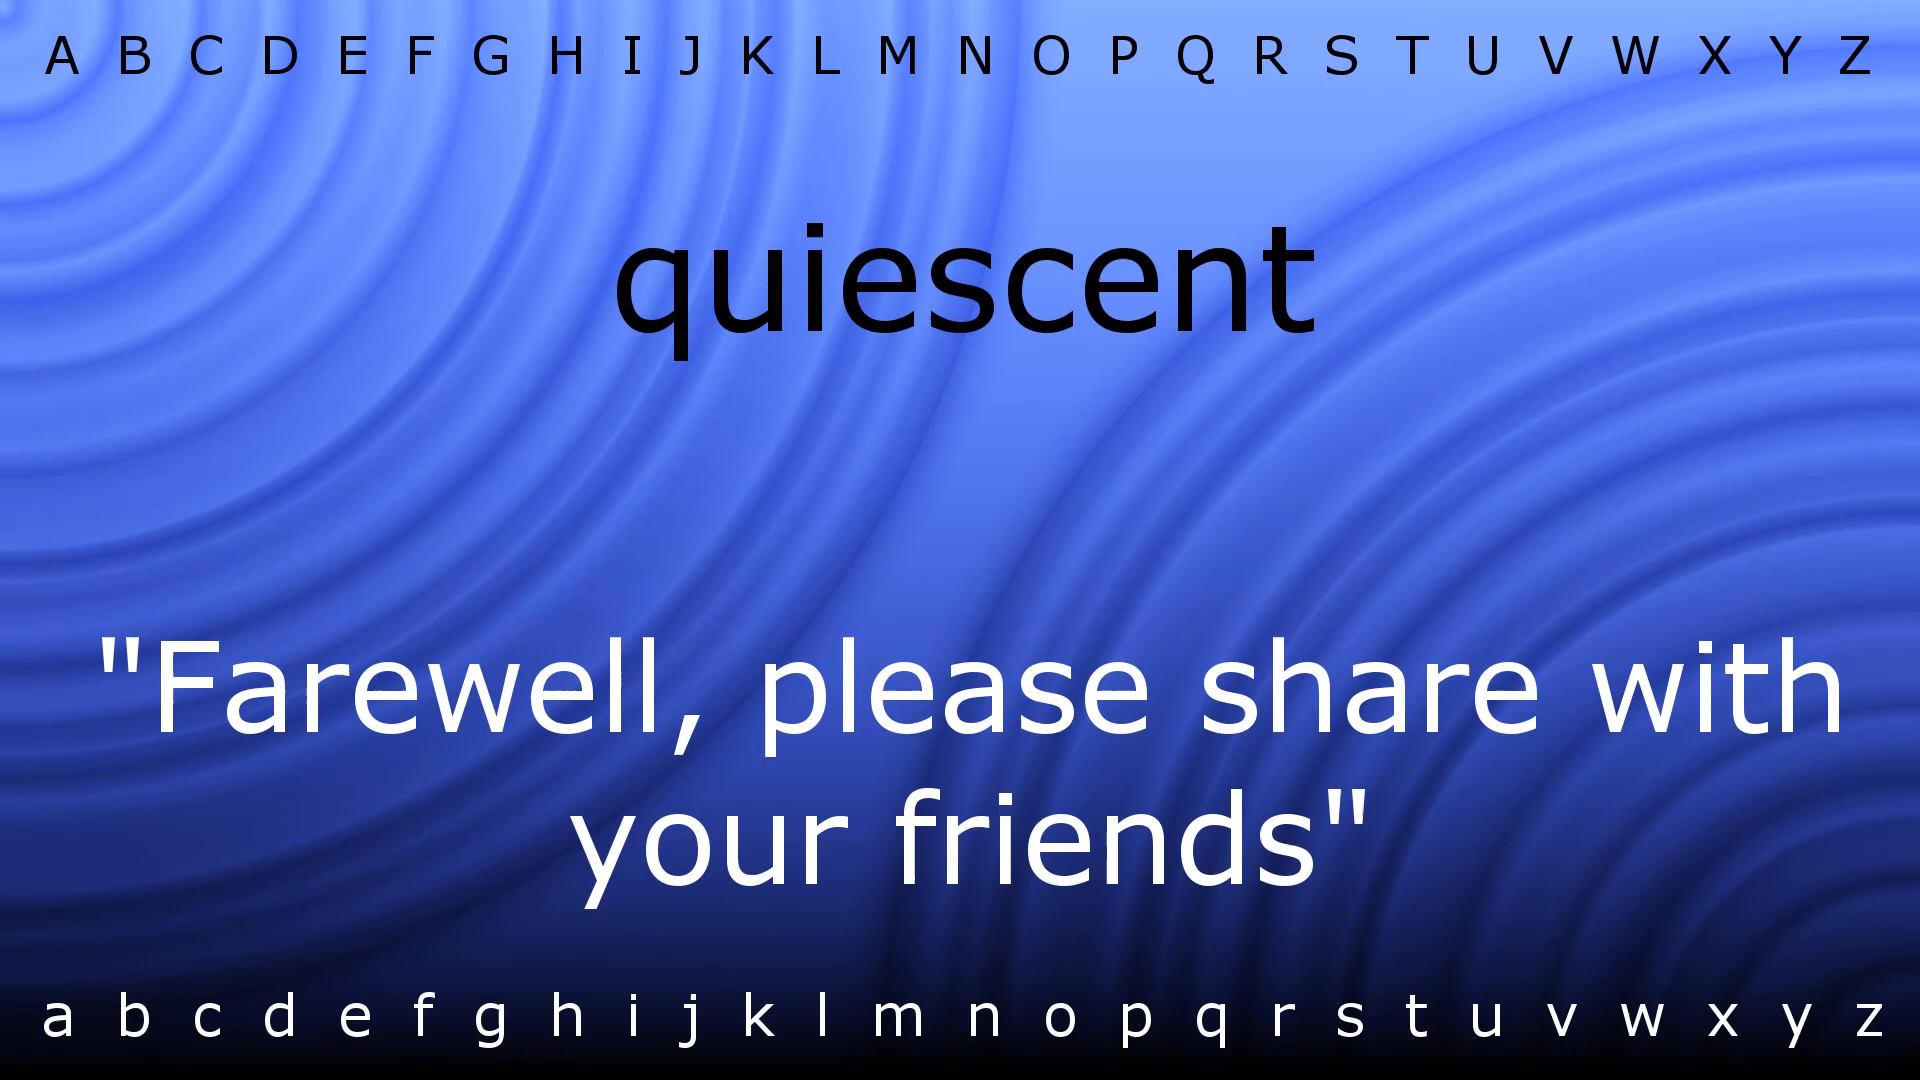 A B C D E F G H I J K L M N O P Q R S T U V W X Y Z
quiescent
"Farewell, please share with
your friends"
a b c d e f g h i j k l m n o p q r s t u v w x y z